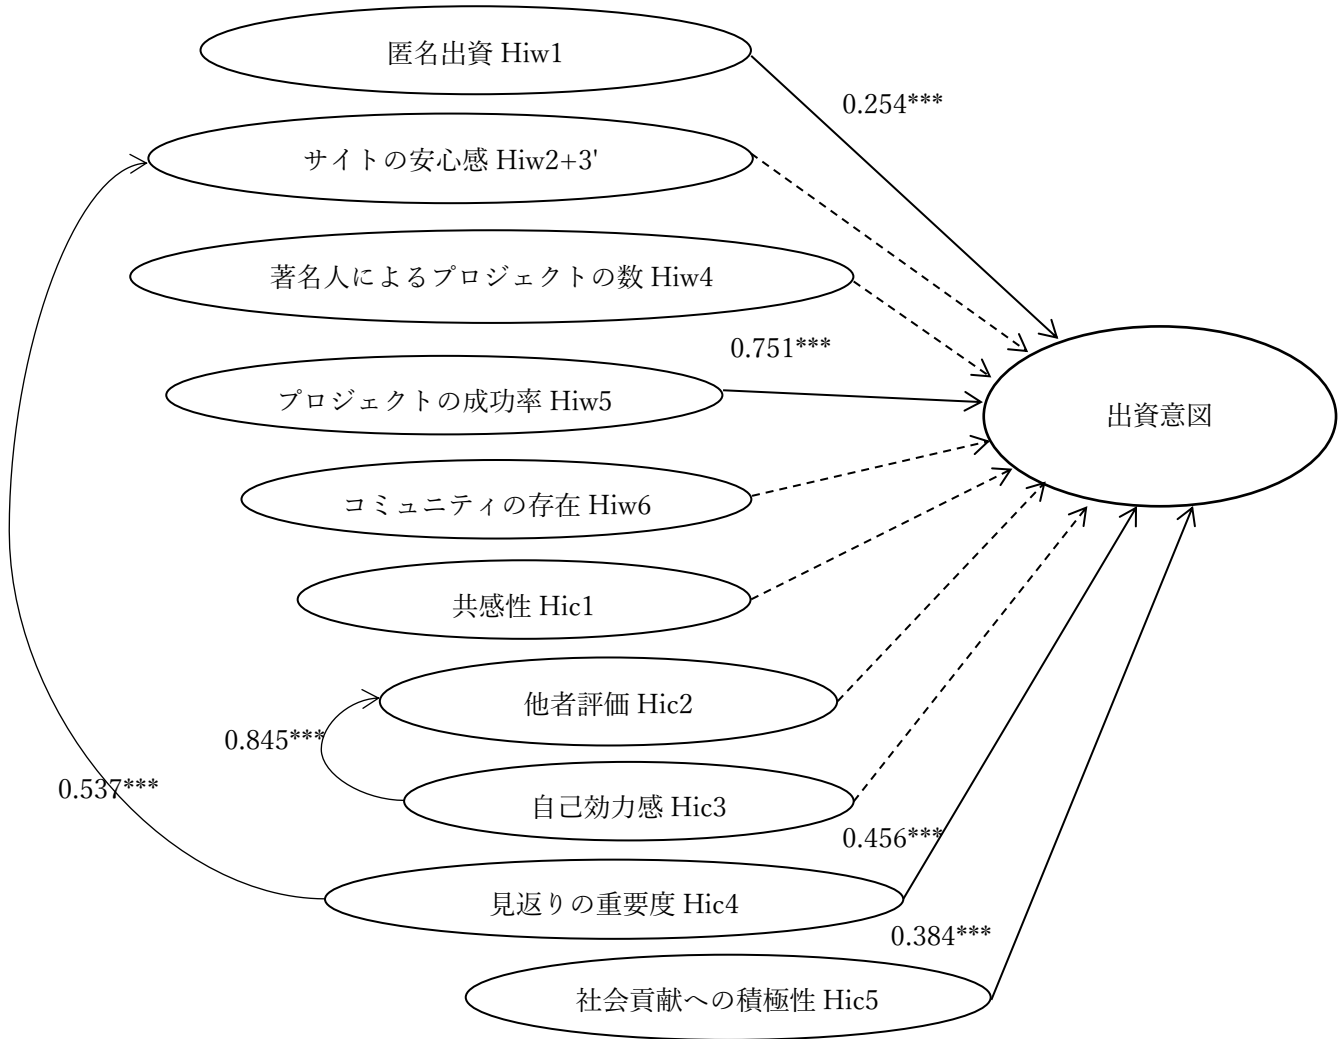 匿名出資 Hiw1
0.254***
サイトの安心感 Hiw2+3'
著名人によるプロジェクトの数 Hiw4
0.751***
プロジェクトの成功率 Hiw5
出資意図
コミュニティの存在 Hiw6
共感性 Hic1
他者評価 Hic2
0.845***
0.537***
自己効力感 Hic3
0.456***
見返りの重要度 Hic4
0.384***
社会貢献への積極性 Hic5